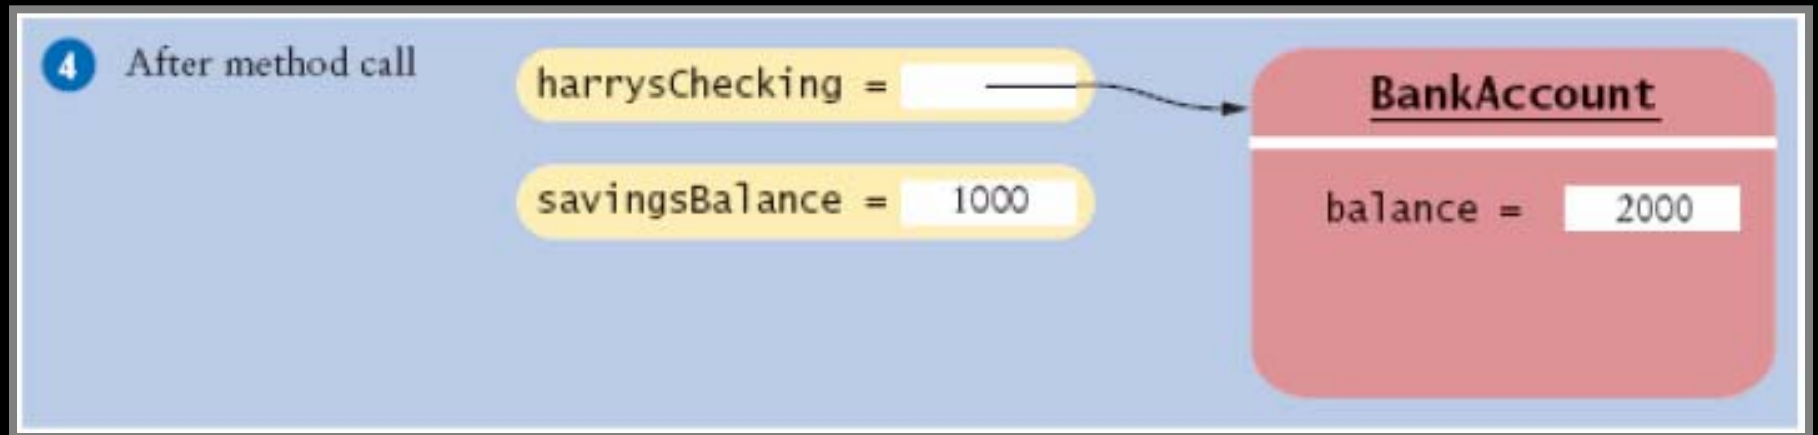 4 After method call
harrysChecking =
savingsBalance = 1000
BankAccount
balance = 2000